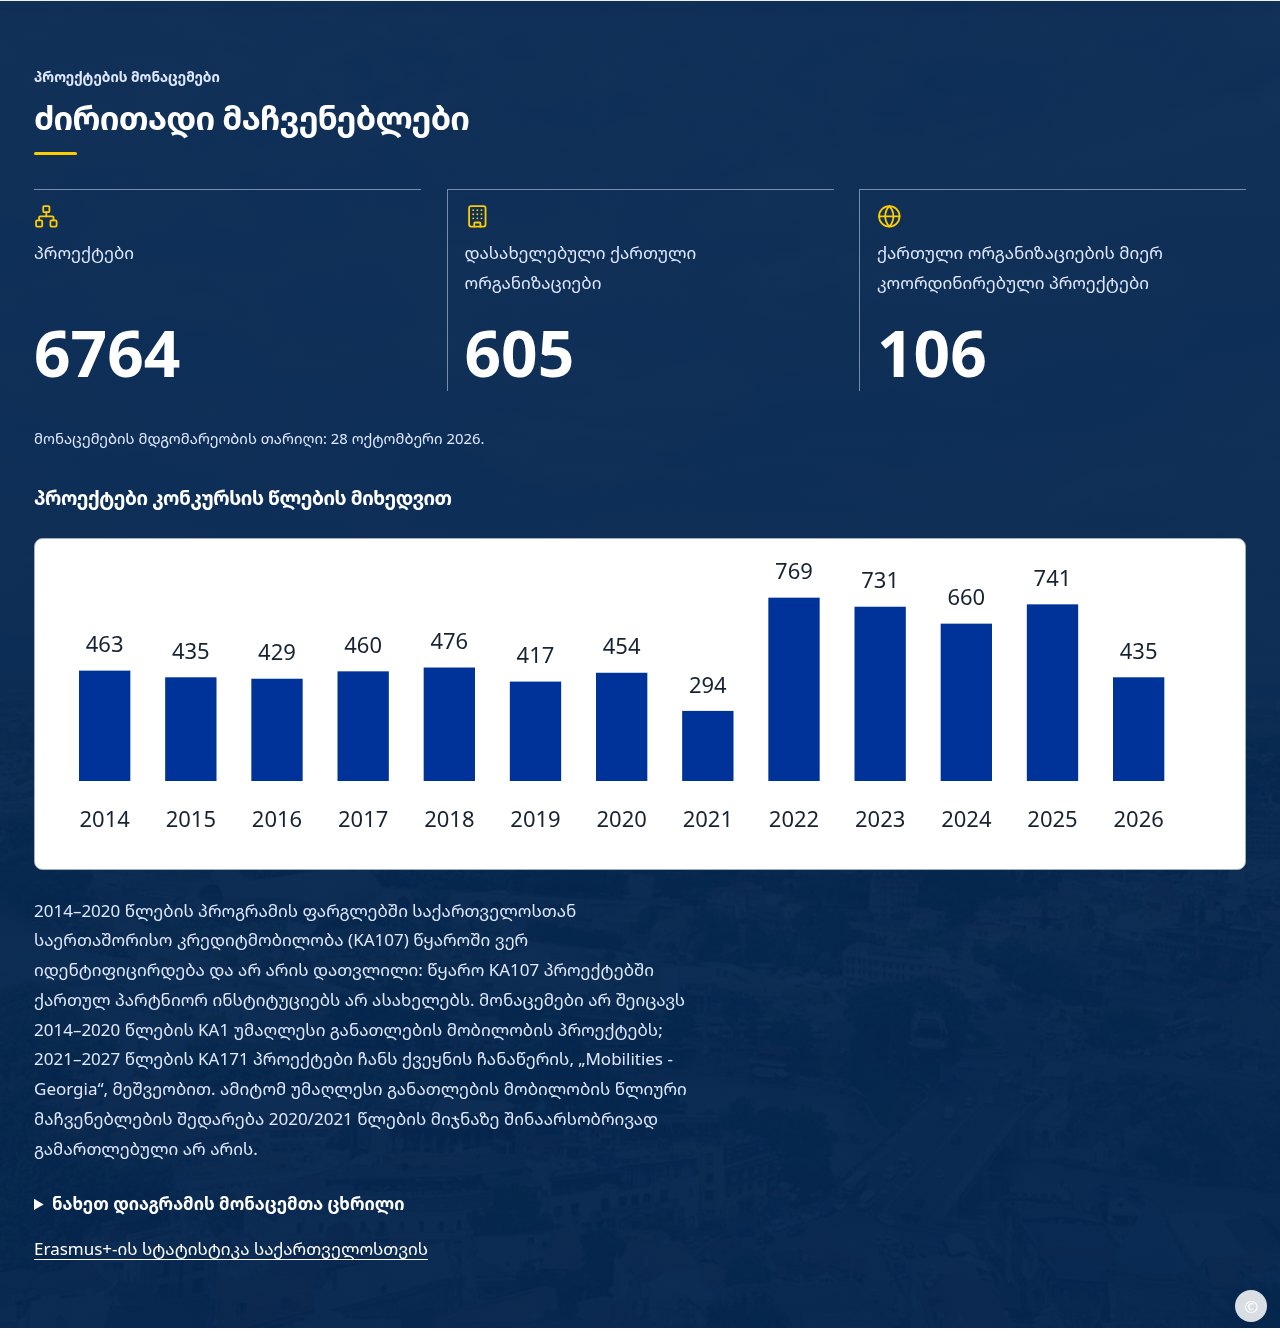 პროექტების მონაცემები
ძირითადი მაჩვენებლები
პროექტები
6764
დასახელებული ქართული
ორგანიზაციები
605
ქართული ორგანიზაციების მიერ
კოორდინირებული პროექტები
106
მონაცემების მდგომარეობის თარიღი: 28 ოქტომბერი 2026.
პროექტები კონკურსის წლების მიხედვით
463 435 429 460 476 417 454 294 769 731 660 741 435
2014 2015 2016 2017 2018 2019 2020 2021 2022 2023 2024 2025 2026
2014–2020 წლების პროგრამის ფარგლებში საქართველოსთან
საერთაშორისო კრედიტმობილობა (KA107) წყაროში ვერ
იდენტიფიცირდება და არ არის დათვლილი: წყარო KA107 პროექტებში
ქართულ პარტნიორ ინსტიტუციებს არ ასახელებს. მონაცემები არ შეიცავს
2014–2020 წლების KA1 უმაღლესი განათლების მობილობის პროექტებს;
2021–2027 წლების KA171 პროექტები ჩანს ქვეყნის ჩანაწერის, „Mobilities -
Georgia“, მეშვეობით. ამიტომ უმაღლესი განათლების მობილობის წლიური
მაჩვენებლების შედარება 2020/2021 წლების მიჯნაზე შინაარსობრივად
გამართლებული არ არის.
▶ ნახეთ დიაგრამის მონაცემთა ცხრილი
Erasmus+-ის სტატისტიკა საქართველოსთვის
©